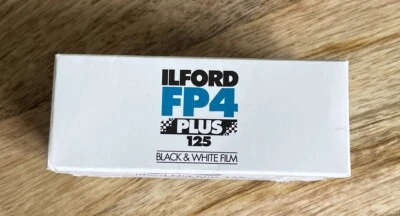 ILFORD
FP4
PLUS
125
BLACK & WHITE FILM